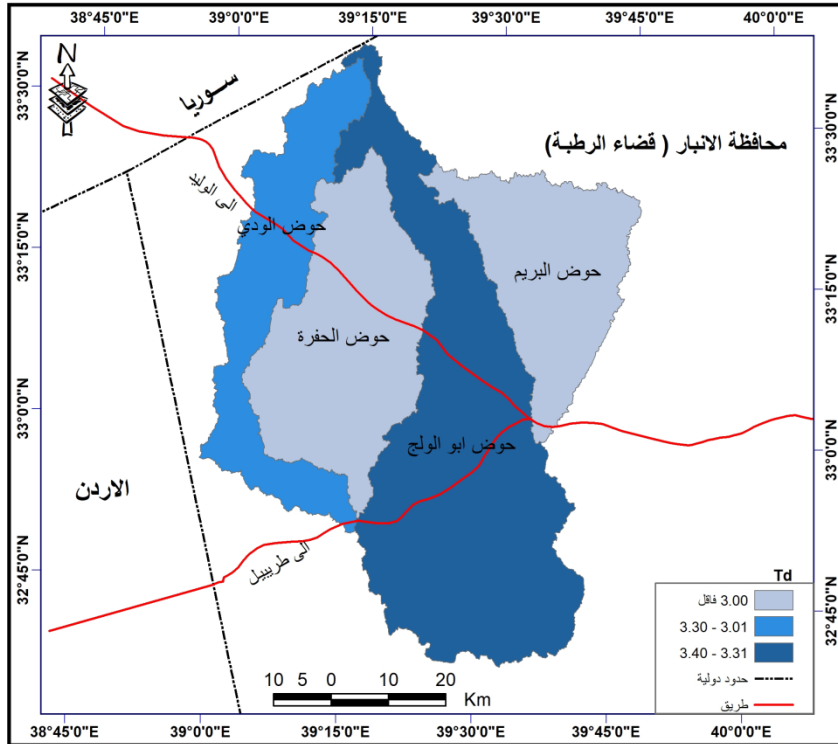 38°45'0"E 39°0'0"E 39°15'0"E 39°30'0"E 39°45'0"E 40°0'0"E
N
سوريا
محافظة الانبار ( قضاء الرطبة)
33°30'0"N
33°30'0"N
الى الوليد
حوض الودي
33°15'0"N
حوض البريم
33°15'0"N
حوض الحفرة
33°0'0"N
حوض ابو الولج
33°0'0"N
الاردن
الى طريبيل
32°45'0"N
32°45'0"N
Td
3.00 فاقل
3.30 - 3.01
3.40 - 3.31
حدود دولية
طريق
10 5 0 10 20
Km
38°45'0"E 39°0'0"E 39°15'0"E 39°30'0"E 39°45'0"E 40°0'0"E